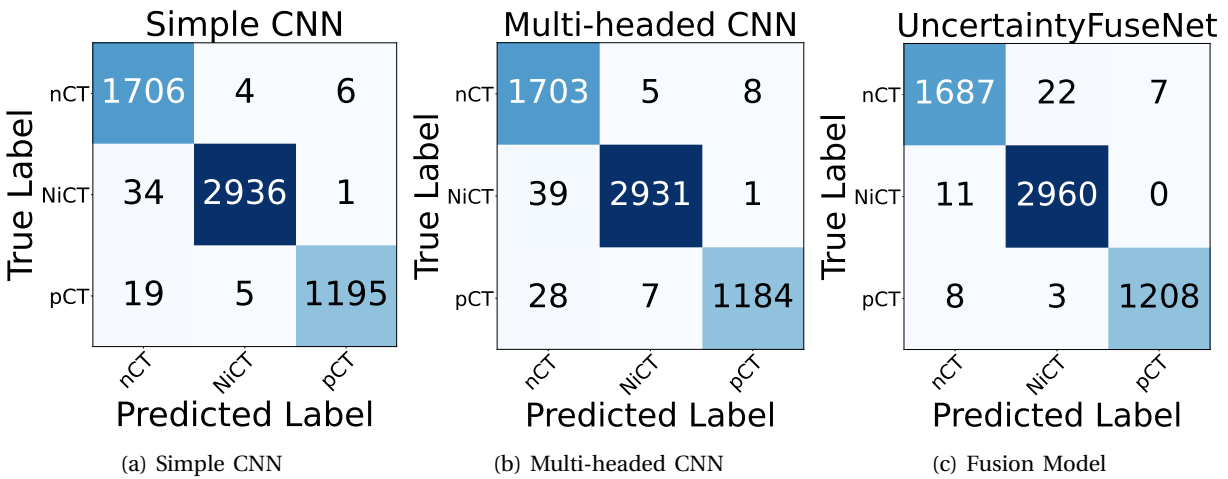 Simple CNN
True Label
nCT 1706 4 6
NiCT 34 2936 1
pCT 19 5 1195
nCT NiCT pCT
Predicted Label
(a) Simple CNN
Multi-headed CNN
True Label
nCT 1703 5 8
NiCT 39 2931 1
pCT 28 7 1184
nCT NiCT pCT
Predicted Label
(b) Multi-headed CNN
UncertaintyFuseNet
True Label
nCT 1687 22 7
NiCT 11 2960 0
pCT 8 3 1208
nCT NiCT pCT
Predicted Label
(c) Fusion Model